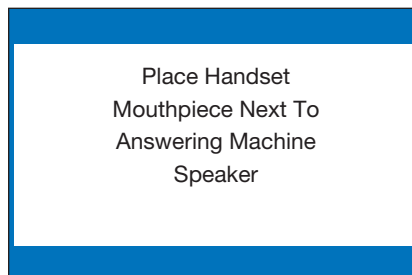 Place Handset
Mouthpiece Next To
Answering Machine
Speaker